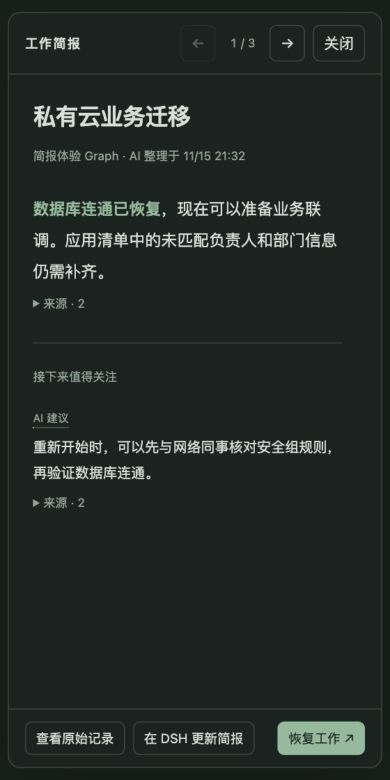 工作简报
← 1 / 3 → 关闭
私有云业务迁移
简报体验 Graph · AI 整理于 11/15 21:32
数据库连通已恢复，现在可以准备业务联
调。应用清单中的未匹配负责人和部门信息
仍需补齐。
▶ 来源 · 2
接下来值得关注
AI 建议
重新开始时，可以先与网络同事核对安全组规则，
再验证数据库连通。
▶ 来源 · 2
查看原始记录 在 DSH 更新简报 恢复工作 ↗